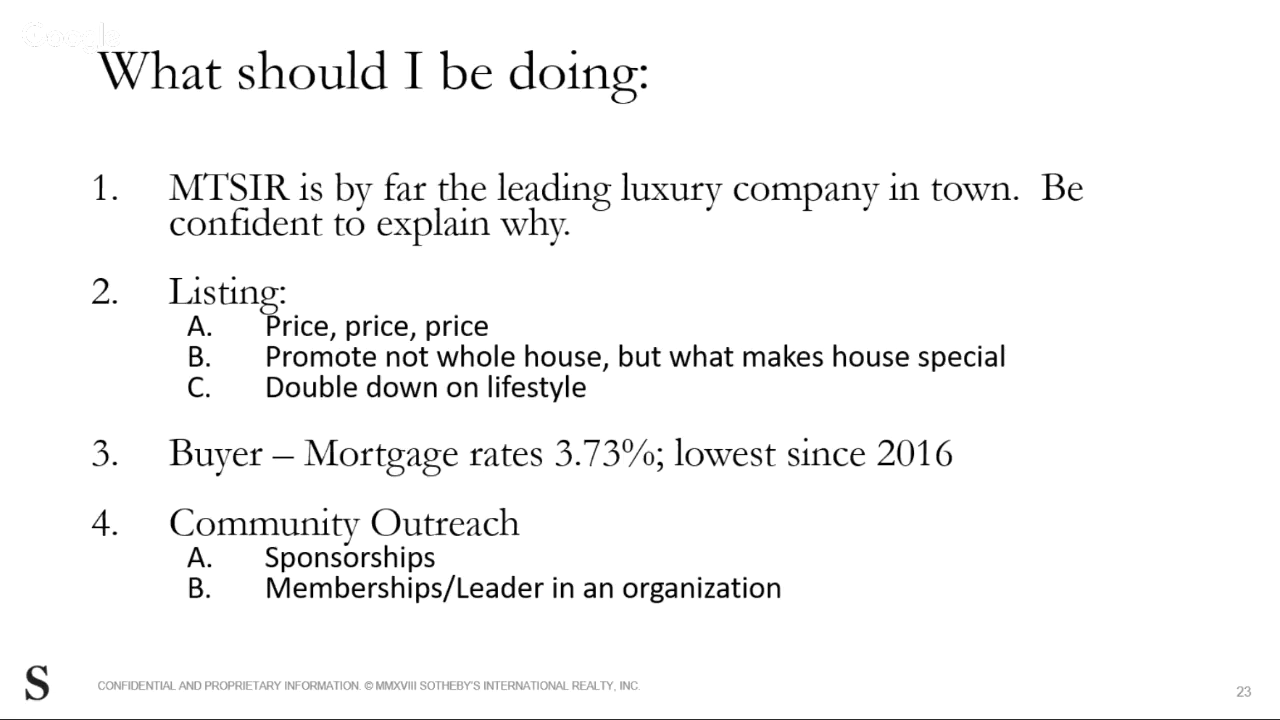 Google
What should I be doing:
1. MTSIR is by far the leading luxury company in town.  Be
confident to explain why.
2. Listing:
A. Price, price, price
B. Promote not whole house, but what makes house special
C. Double down on lifestyle
3. Buyer – Mortgage rates 3.73%; lowest since 2016
4. Community Outreach
A. Sponsorships
B. Memberships/Leader in an organization
S
CONFIDENTIAL AND PROPRIETARY INFORMATION. © MMXVIII SOTHEBY'S INTERNATIONAL REALTY, INC.
23